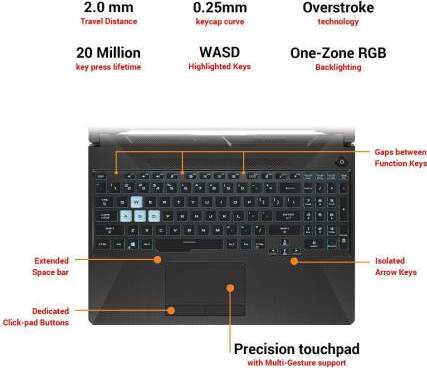 2.0 mm 0.25mm Overstroke
Travel Distance keycap curve technology
20 Million WASD One-Zone RGB
key press lifetime Highlighted Keys Backlighting
Gaps between
Function Keys
Extended
Space bar
Isolated
Arrow Keys
Dedicated
Click-pad Buttons
Precision touchpad
with Multi-Gesture support